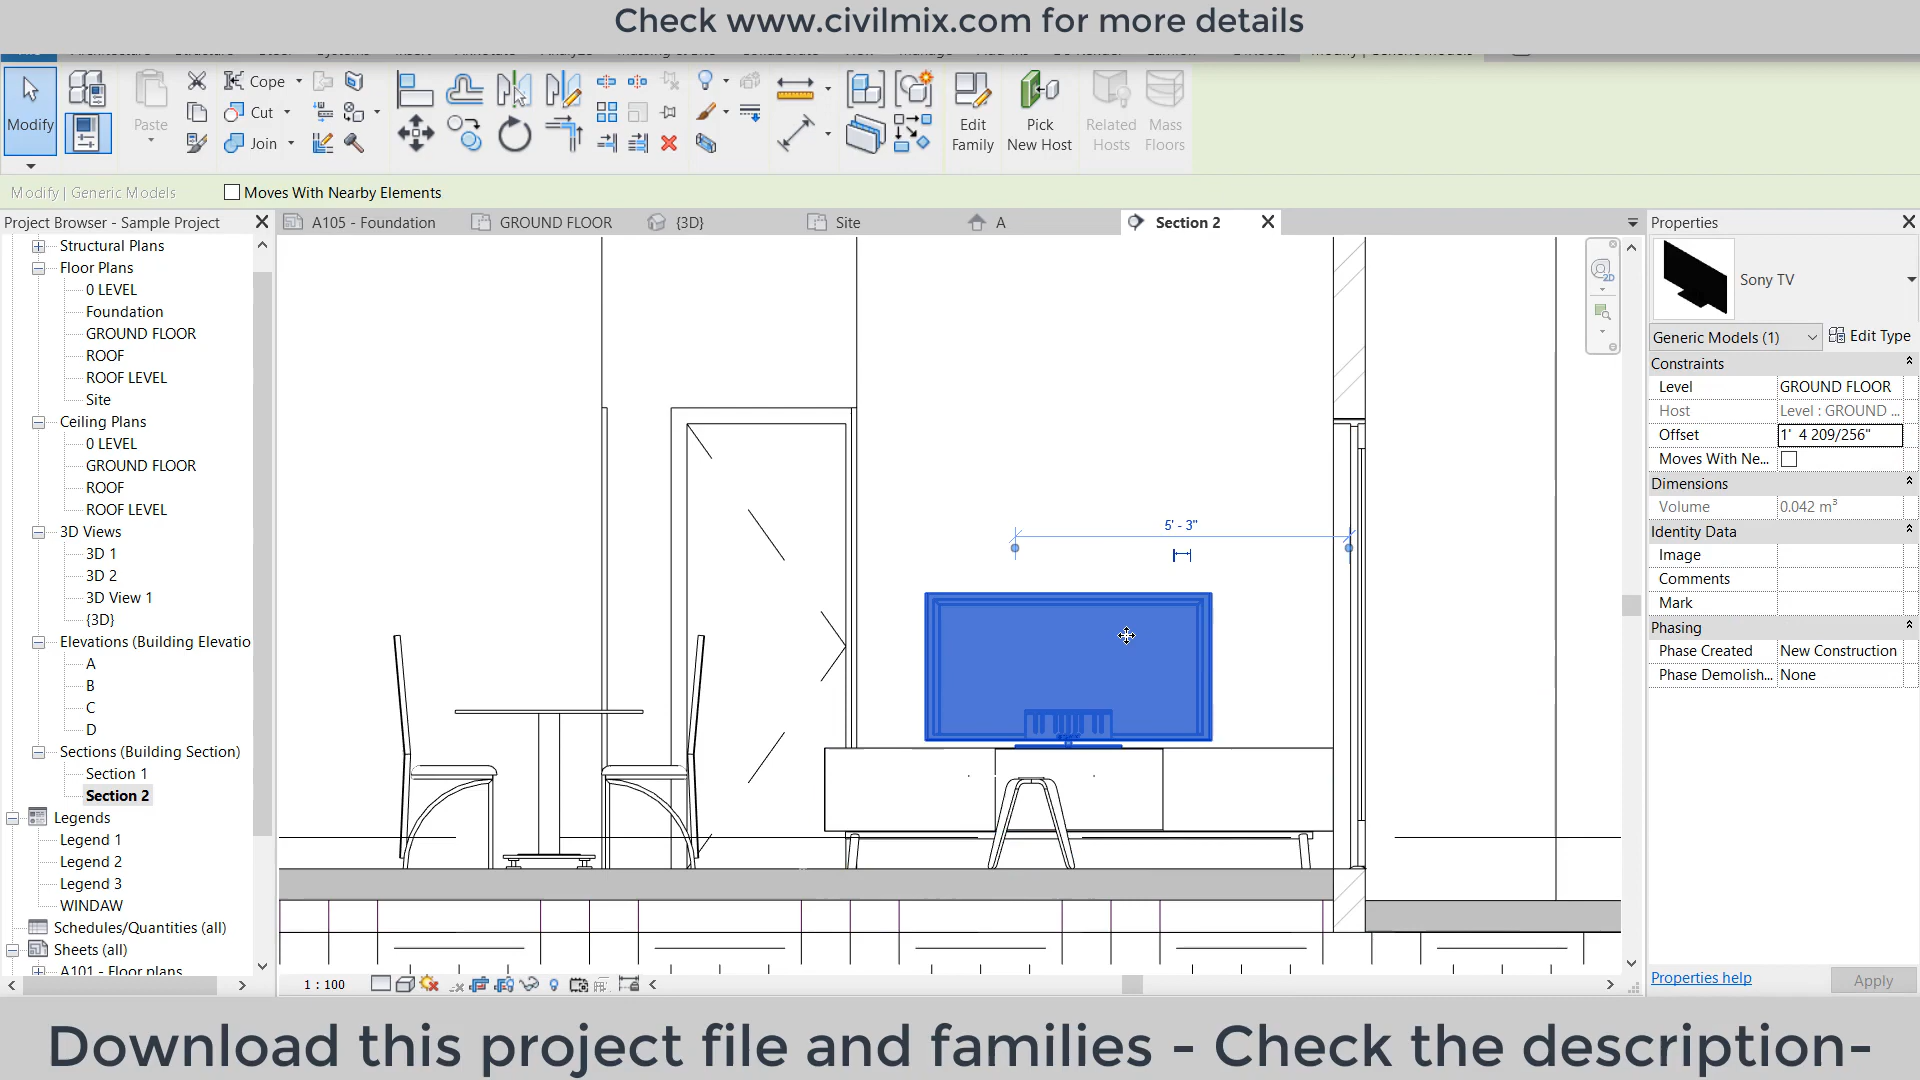 Check www.civilmix.com for more details
Modify
Paste
Cope
Cut
Join
Edit Family
Pick New Host
Related Hosts
Mass Floors
Modify | Generic Models
Moves With Nearby Elements
Project Browser - Sample Project
A105 - Foundation
GROUND FLOOR
{3D}
Site
A
Section 2
Properties
Structural Plans
Floor Plans
0 LEVEL
Foundation
GROUND FLOOR
ROOF
ROOF LEVEL
Site
Ceiling Plans
0 LEVEL
GROUND FLOOR
ROOF
ROOF LEVEL
3D Views
3D 1
3D 2
3D View 1
{3D}
Elevations (Building Elevatio
A
B
C
D
Sections (Building Section)
Section 1
Section 2
Legends
Legend 1
Legend 2
Legend 3
WINDAW
Schedules/Quantities (all)
Sheets (all)
A101 - Floor plans
5' - 3"
2D
1 : 100
Sony TV
Generic Models (1)
Edit Type
Constraints
Level GROUND FLOOR
Host Level : GROUND ...
Offset 1' 4 209/256"
Moves With Ne...
Dimensions
Volume 0.042 m³
Identity Data
Image
Comments
Mark
Phasing
Phase Created New Construction
Phase Demolish... None
Properties help
Apply
Download this project file and families - Check the description-